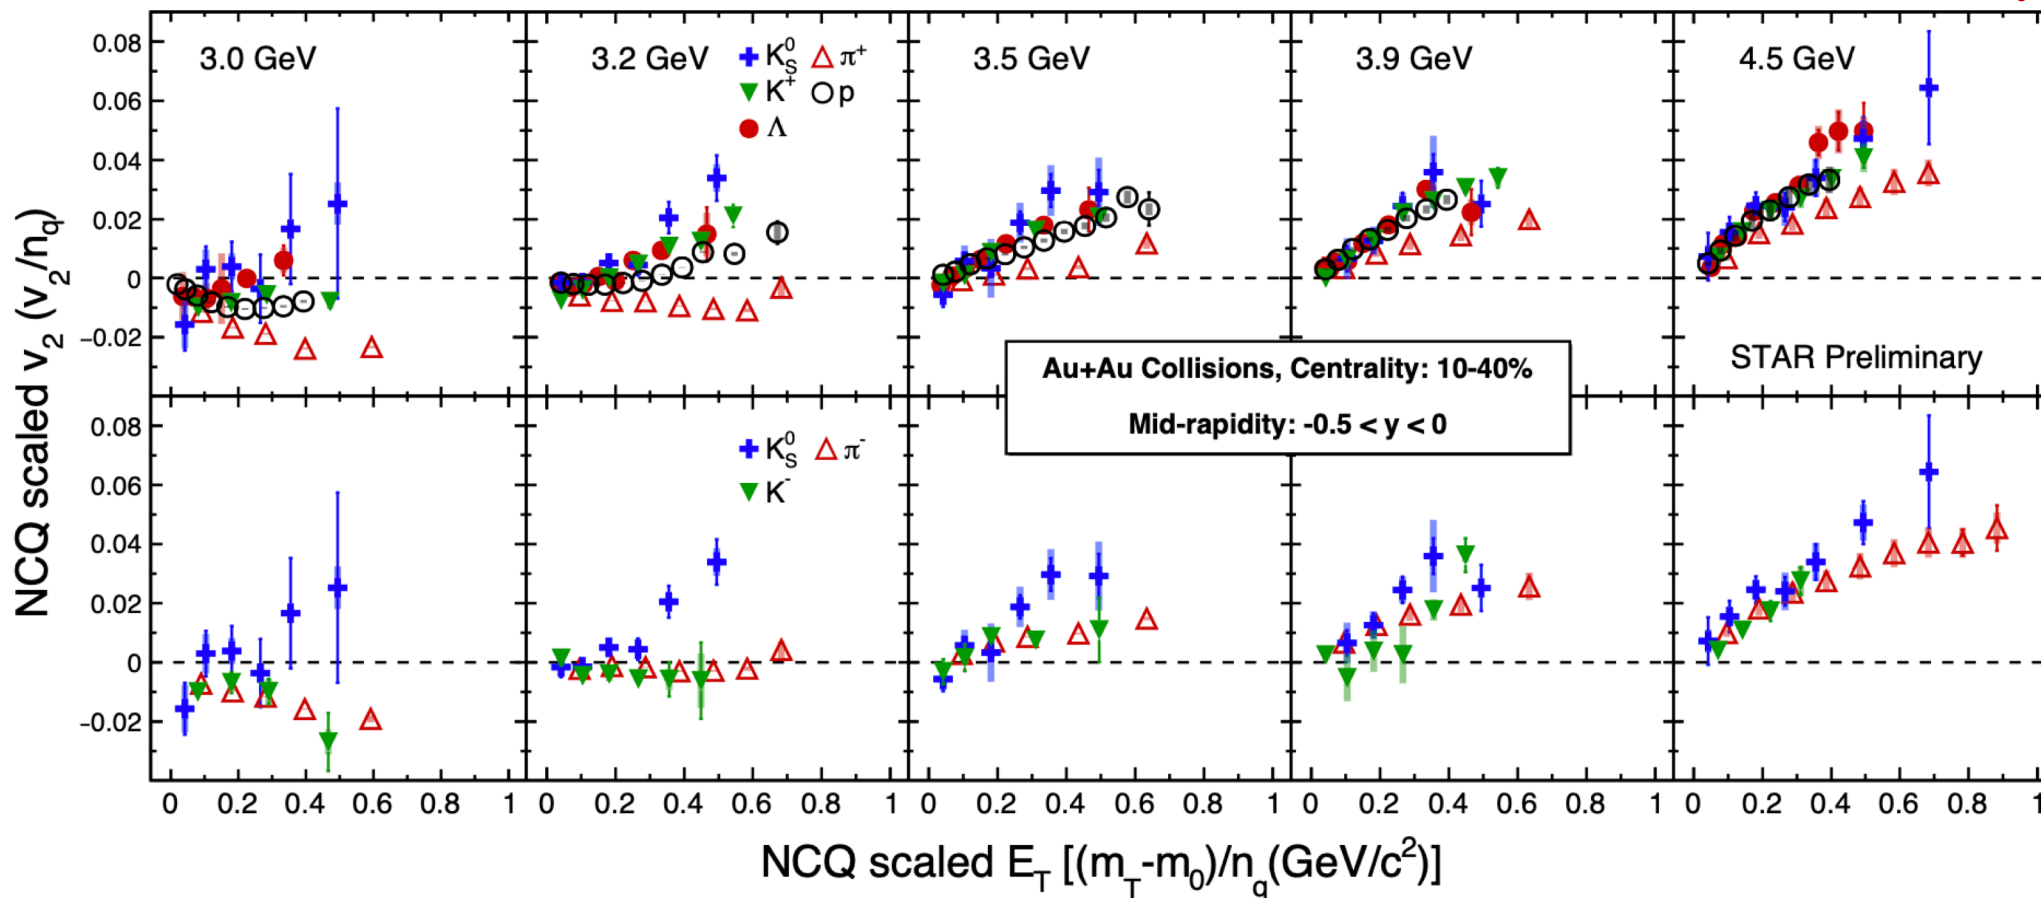 NCQ scaled v₂ (v₂/n_q)
3.0 GeV
3.2 GeV
3.5 GeV
3.9 GeV
4.5 GeV
K⁰_S π⁺
K⁺ p
Λ
0.08
0.06
0.04
0.02
0
−0.02
STAR Preliminary
Au+Au Collisions, Centrality: 10-40%
Mid-rapidity: -0.5 < y < 0
K⁰_S π⁻
K⁻
0.08
0.06
0.04
0.02
0
−0.02
0 0.2 0.4 0.6 0.8 1 0 0.2 0.4 0.6 0.8 1 0 0.2 0.4 0.6 0.8 1 0 0.2 0.4 0.6 0.8 1 0 0.2 0.4 0.6 0.8
NCQ scaled E_T [(m_T-m₀)/n_q(GeV/c²)]